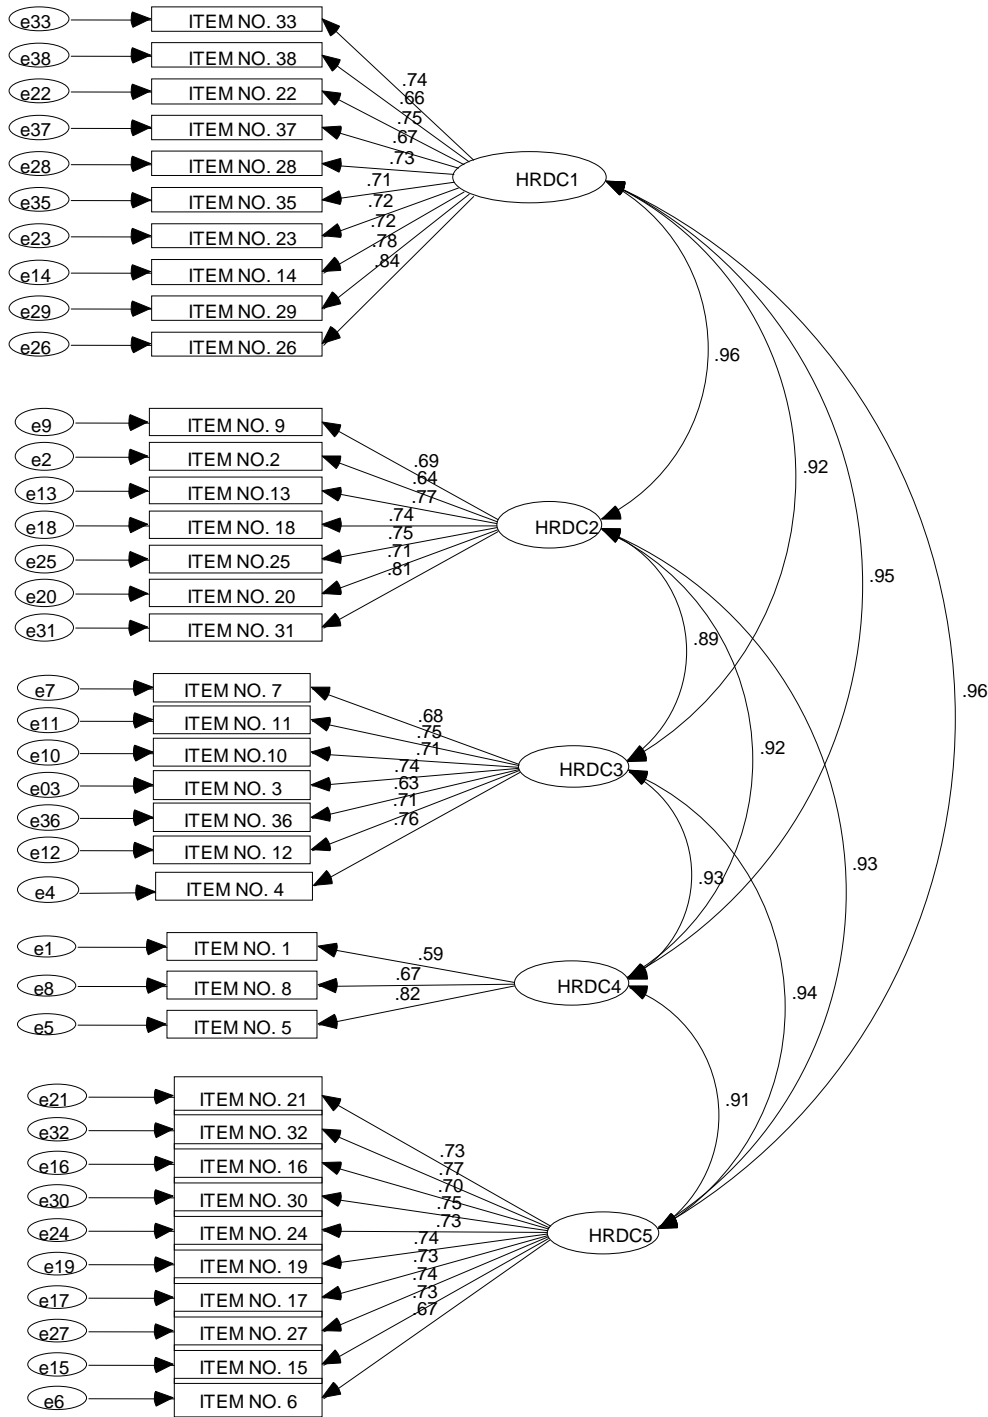 e33 ITEM NO. 33
e38 ITEM NO. 38
e22 ITEM NO. 22
e37 ITEM NO. 37
e28 ITEM NO. 28
e35 ITEM NO. 35
e23 ITEM NO. 23
e14 ITEM NO. 14
e29 ITEM NO. 29
e26 ITEM NO. 26
.74
.66
.75
.67
.73
.71
.72
.72
.78
.84
HRDC1
e9 ITEM NO. 9
e2 ITEM NO.2
e13 ITEM NO.13
e18 ITEM NO. 18
e25 ITEM NO.25
e20 ITEM NO. 20
e31 ITEM NO. 31
.69
.64
.77
.74
.75
.71
.81
HRDC2
e7 ITEM NO. 7
e11 ITEM NO. 11
e10 ITEM NO.10
e03 ITEM NO. 3
e36 ITEM NO. 36
e12 ITEM NO. 12
e4 ITEM NO. 4
.68
.75
.71
.74
.63
.71
.76
HRDC3
e1 ITEM NO. 1
e8 ITEM NO. 8
e5 ITEM NO. 5
.59
.67
.82
HRDC4
e21 ITEM NO. 21
e32 ITEM NO. 32
e16 ITEM NO. 16
e30 ITEM NO. 30
e24 ITEM NO. 24
e19 ITEM NO. 19
e17 ITEM NO. 17
e27 ITEM NO. 27
e15 ITEM NO. 15
e6 ITEM NO. 6
.73
.77
.70
.75
.73
.74
.73
.74
.73
.67
HRDC5
.96
.92
.95
.89
.96
.92
.93
.93
.94
.91